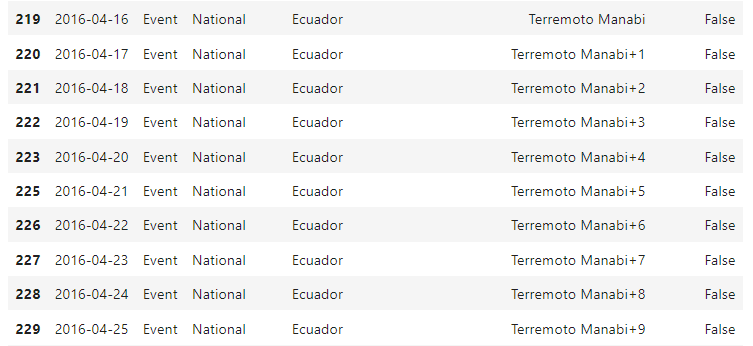 219 2016-04-16 Event National Ecuador Terremoto Manabi False
220 2016-04-17 Event National Ecuador Terremoto Manabi+1 False
221 2016-04-18 Event National Ecuador Terremoto Manabi+2 False
222 2016-04-19 Event National Ecuador Terremoto Manabi+3 False
223 2016-04-20 Event National Ecuador Terremoto Manabi+4 False
225 2016-04-21 Event National Ecuador Terremoto Manabi+5 False
226 2016-04-22 Event National Ecuador Terremoto Manabi+6 False
227 2016-04-23 Event National Ecuador Terremoto Manabi+7 False
228 2016-04-24 Event National Ecuador Terremoto Manabi+8 False
229 2016-04-25 Event National Ecuador Terremoto Manabi+9 False